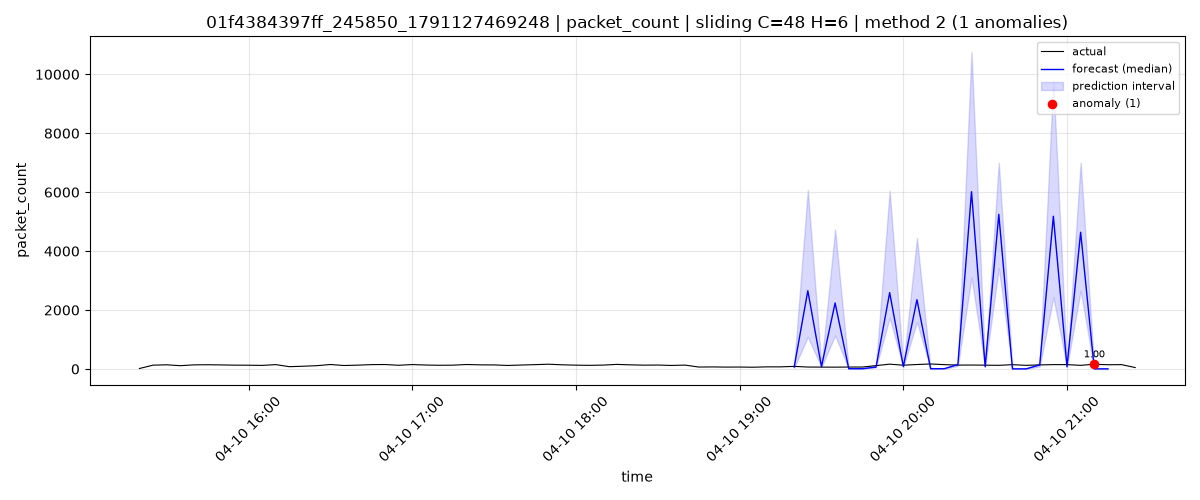 01f4384397ff_245850_1791127469248 | packet_count | sliding C=48 H=6 | method 2 (1 anomalies)
actual
forecast (median)
prediction interval
anomaly (1)
packet_count
10000
8000
6000
4000
2000
0
1.00
04-10 16:00
04-10 17:00
04-10 18:00
04-10 19:00
04-10 20:00
04-10 21:00
time